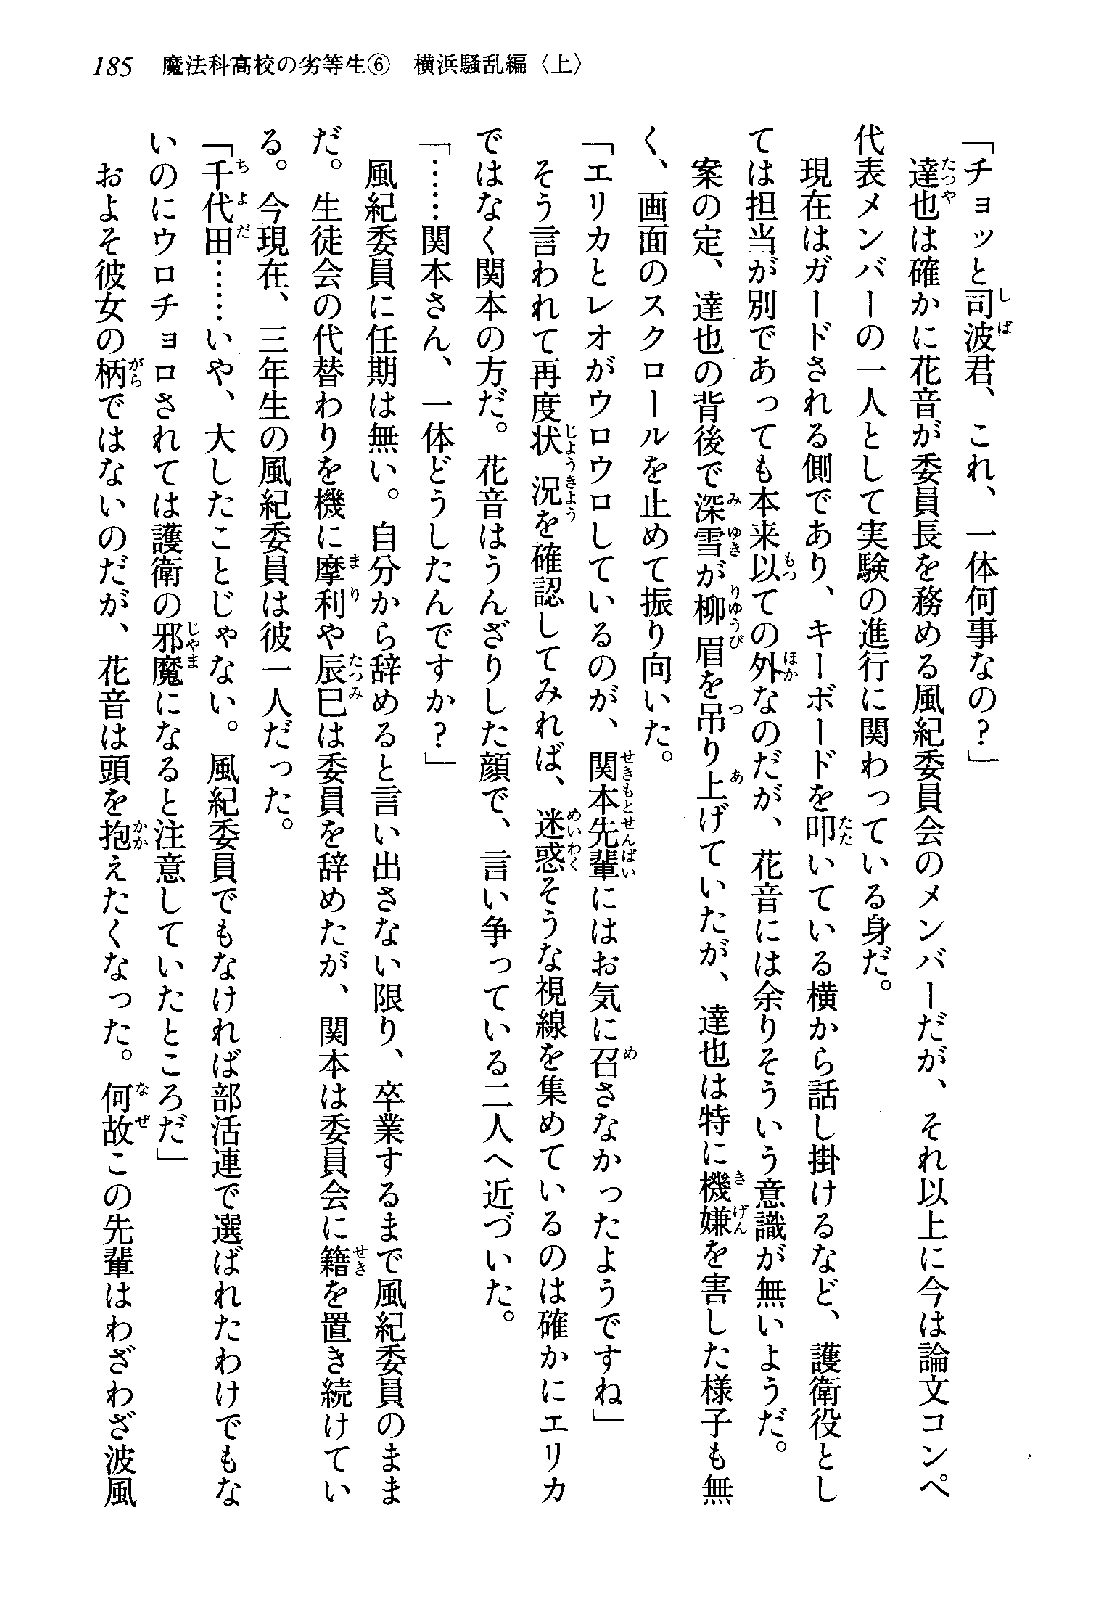 185 魔法科高校の劣等生⑥ 横浜騒乱編〈上〉
「チョッと司波君、これ、一体何事なの？」
達也は確かに花音が委員長を務める風紀委員会のメンバーだが、それ以上に今は論文コンペ
代表メンバーの一人として実験の進行に関わっている身だ。
現在はガードされる側であり、キーボードを叩いている横から話し掛けるなど、護衛役とし
ては担当が別であっても本来以ての外なのだが、花音には余りそういう意識が無いようだ。
案の定、達也の背後で深雪が柳眉を吊り上げていたが、達也は特に機嫌を害した様子も無
く、画面のスクロールを止めて振り向いた。
「エリカとレオがウロウロしているのが、関本先輩にはお気に召さなかったようですね」
そう言われて再度状況を確認してみれば、迷惑そうな視線を集めているのは確かにエリカ
ではなく関本の方だ。花音はうんざりした顔で、言い争っている二人へ近づいた。
「……関本さん、一体どうしたんですか？」
風紀委員に任期は無い。自分から辞めると言い出さない限り、卒業するまで風紀委員のまま
だ。生徒会の代替わりを機に摩利や辰巳は委員を辞めたが、関本は委員会に籍を置き続けてい
る。今現在、三年生の風紀委員は彼一人だった。
「千代田……いや、大したことじゃない。風紀委員でもなければ部活連で選ばれたわけでもな
いのにウロチョロされては護衛の邪魔になると注意していたところだ」
およそ彼女の柄ではないのだが、花音は頭を抱えたくなった。何故この先輩はわざわざ波風